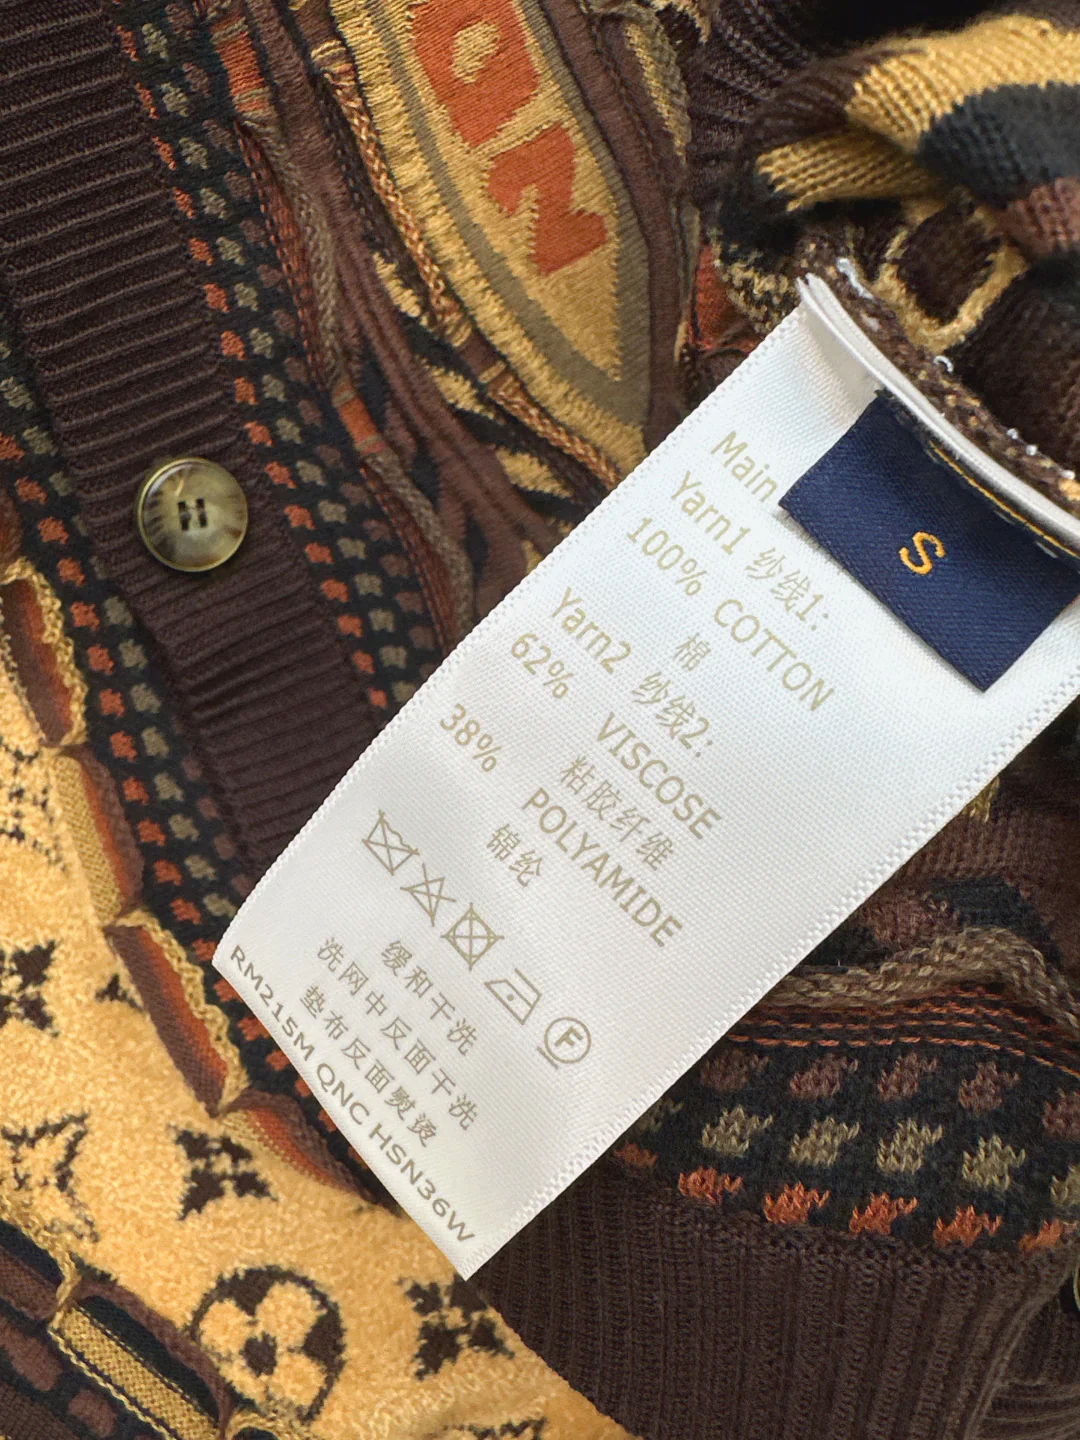 Main
Yarn1 纱线1:
100% COTTON
棉
Yarn2 纱线2:
62% VISCOSE
粘胶纤维
38% POLYAMIDE
锦纶
F
缓和干洗
洗网中反面干洗
垫布反面熨烫
RM215M QNC HSN36W
S